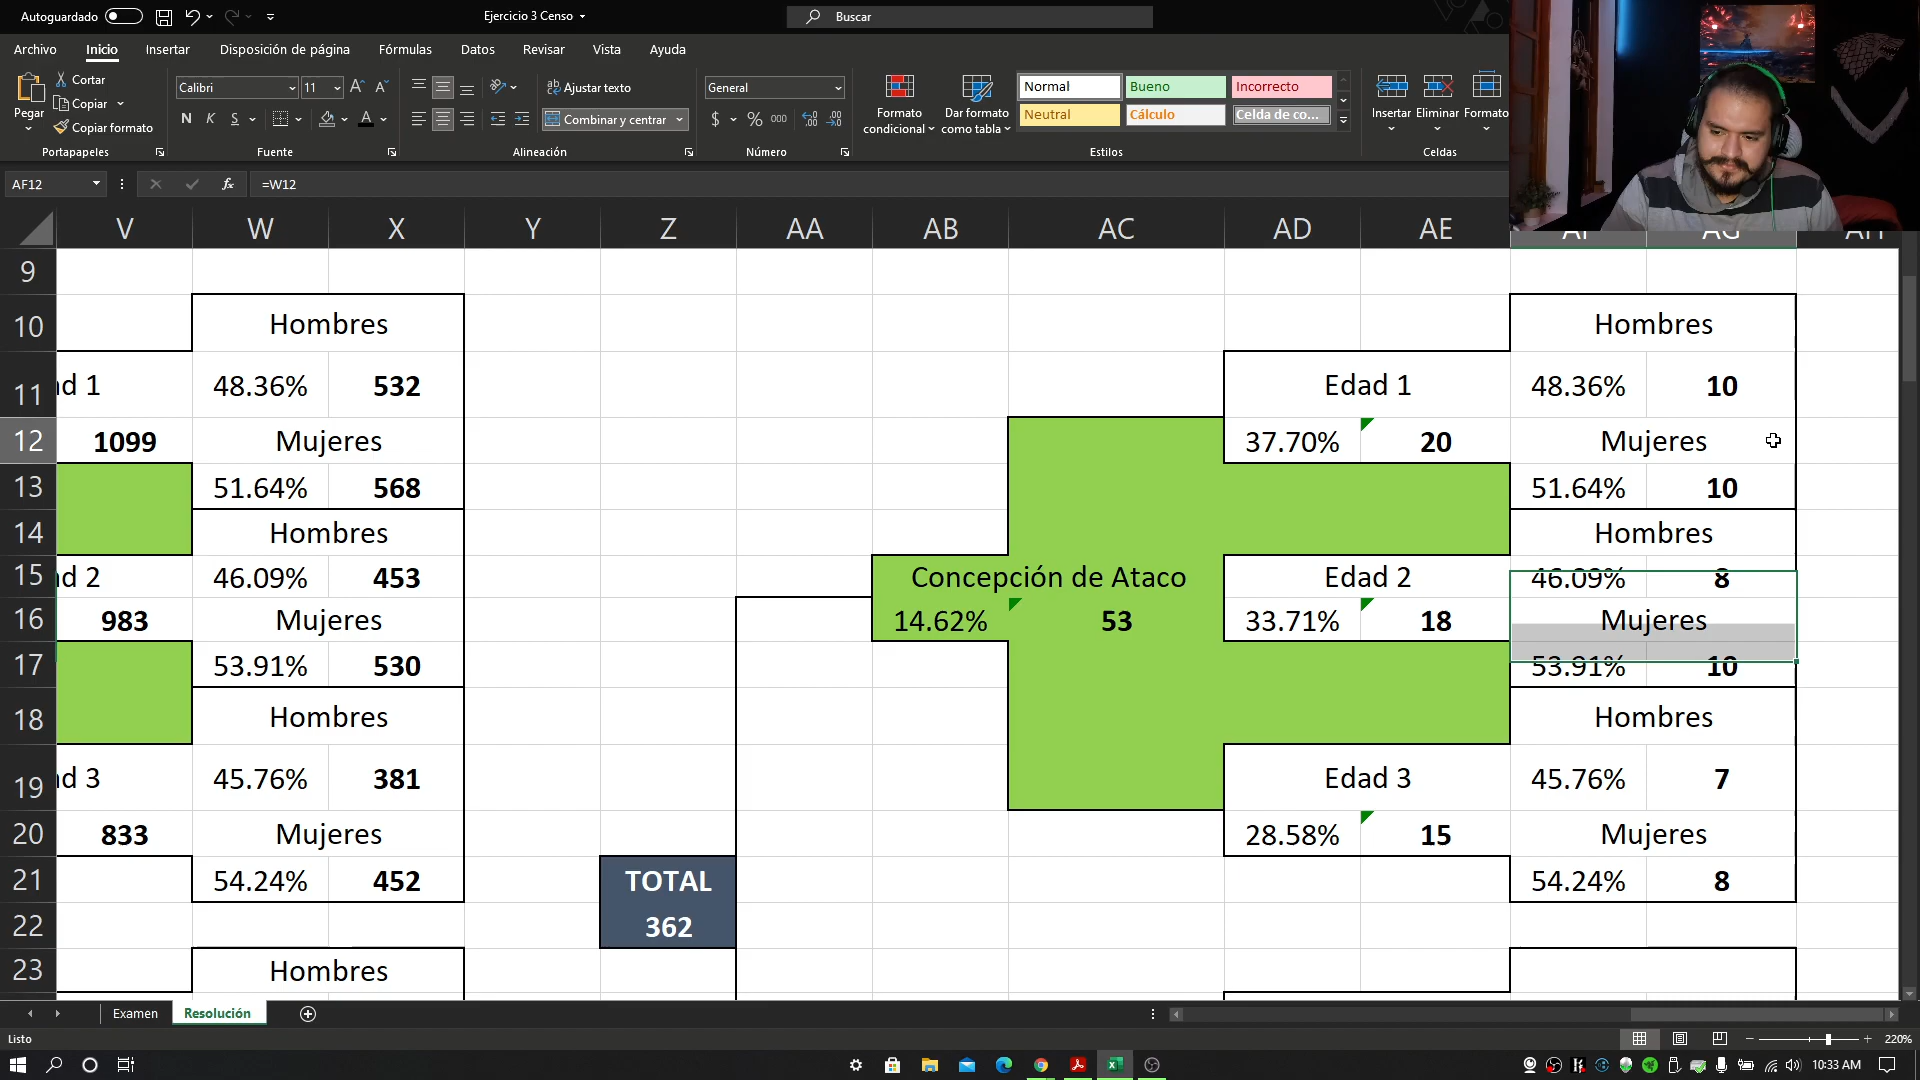 Autoguardado
Ejercicio 3 Censo
Buscar
Archivo Inicio Insertar Disposición de página Fórmulas Datos Revisar Vista Ayuda
Pegar
Cortar
Copiar
Copiar formato
Portapapeles
Calibri 11
N K S
Fuente
Ajustar texto
Combinar y centrar
Alineación
General
$ % 000
Número
Formato condicional
Dar formato como tabla
Normal Bueno Incorrecto
Neutral Cálculo Celda de co...
Estilos
Insertar Eliminar Formato
Celdas
AF12 fx =W12
V W X Y Z AA AB AC AD AE AF AG AH
9
10 Hombres Hombres
11 ad 1 48.36% 532 Edad 1 48.36% 10
12 1099 Mujeres 37.70% 20 Mujeres
13 51.64% 568 51.64% 10
14 Hombres Hombres
15 ad 2 46.09% 453 Concepción de Ataco Edad 2 46.09% 8
16 983 Mujeres 14.62% 53 33.71% 18 Mujeres
17 53.91% 530 53.91% 10
18 Hombres Hombres
19 ad 3 45.76% 381 Edad 3 45.76% 7
20 833 Mujeres 28.58% 15 Mujeres
21 54.24% 452 TOTAL 54.24% 8
22 362
23 Hombres
Examen Resolución
Listo
220%
10:33 AM